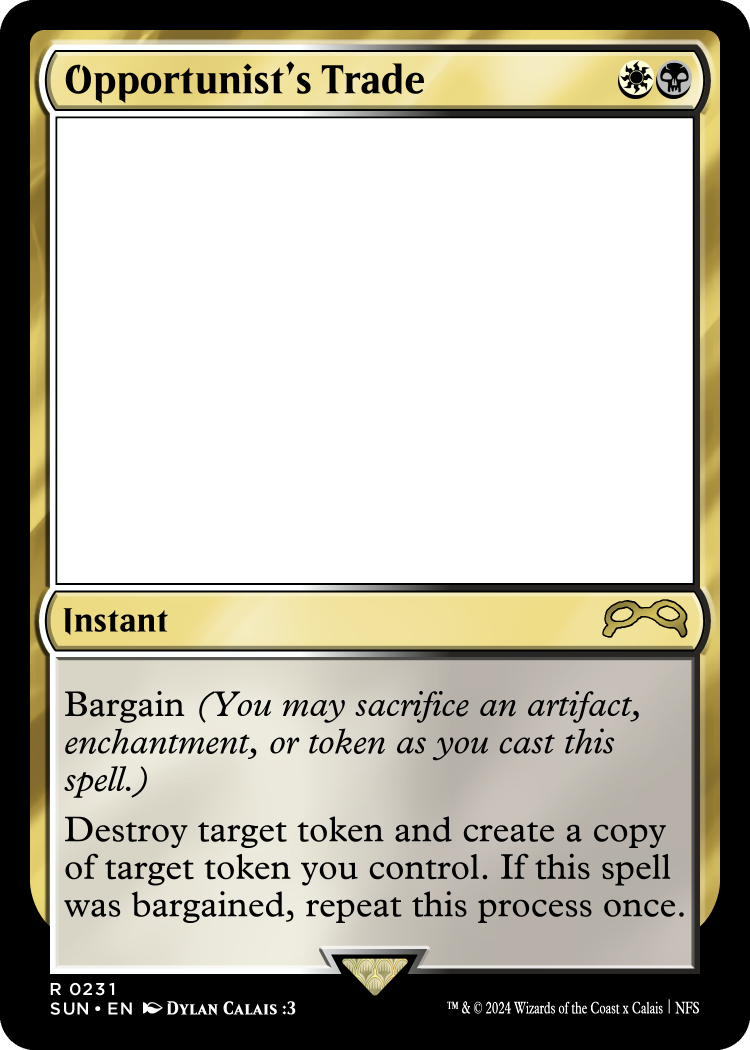 Opportunist's Trade
Instant
Bargain (You may sacrifice an artifact,
enchantment, or token as you cast this
spell.)
Destroy target token and create a copy
of target token you control. If this spell
was bargained, repeat this process once.
R 0231
SUN • EN Dylan Calais :3
™ & © 2024 Wizards of the Coast x Calais | NFS